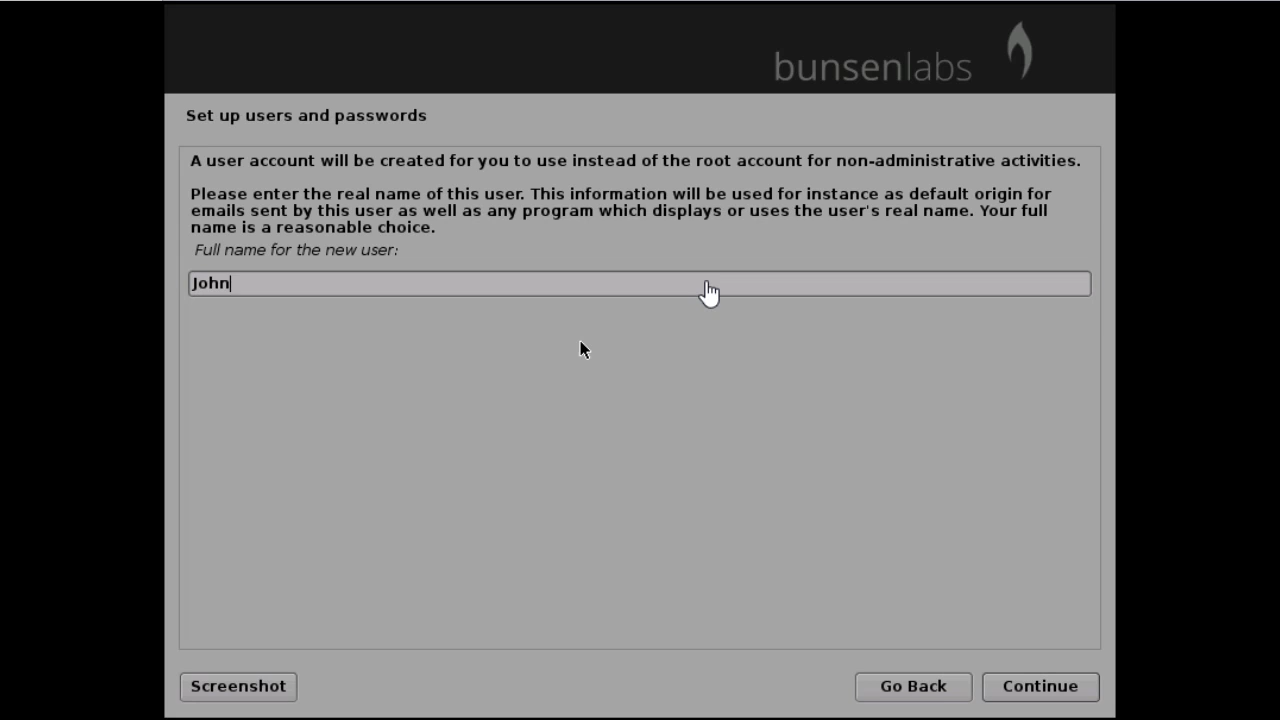 bunsenlabs
Set up users and passwords
A user account will be created for you to use instead of the root account for non-administrative activities.
Please enter the real name of this user. This information will be used for instance as default origin for
emails sent by this user as well as any program which displays or uses the user's real name. Your full
name is a reasonable choice.
Full name for the new user:
John
Screenshot
Go Back
Continue